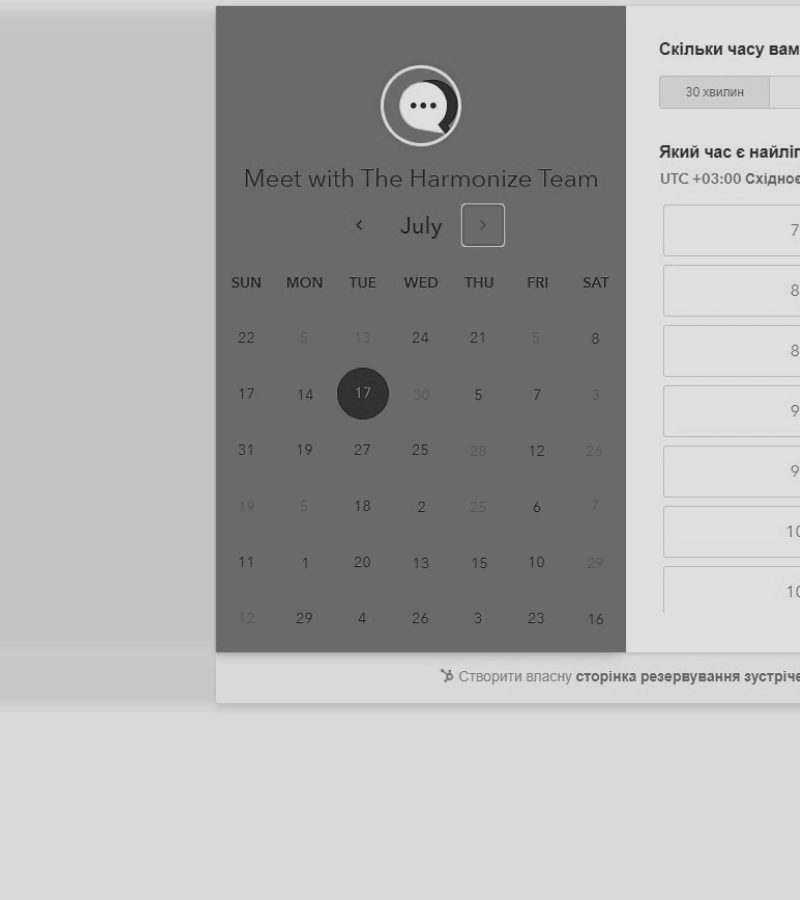 Meet with The Harmonize Team
July
SUN MON TUE WED THU FRI SAT
22 5 13 24 21 5 8
17 14 17 30 5 7 3
31 19 27 25 28 12 26
19 5 18 2 25 6 7
11 1 20 13 15 10 29
12 29 4 26 3 23 16
Скільки часу вам
30 хвилин
Який час є
UTC +03:00
7
8
8
9
9
10
10
Створити власну сторінка резервування